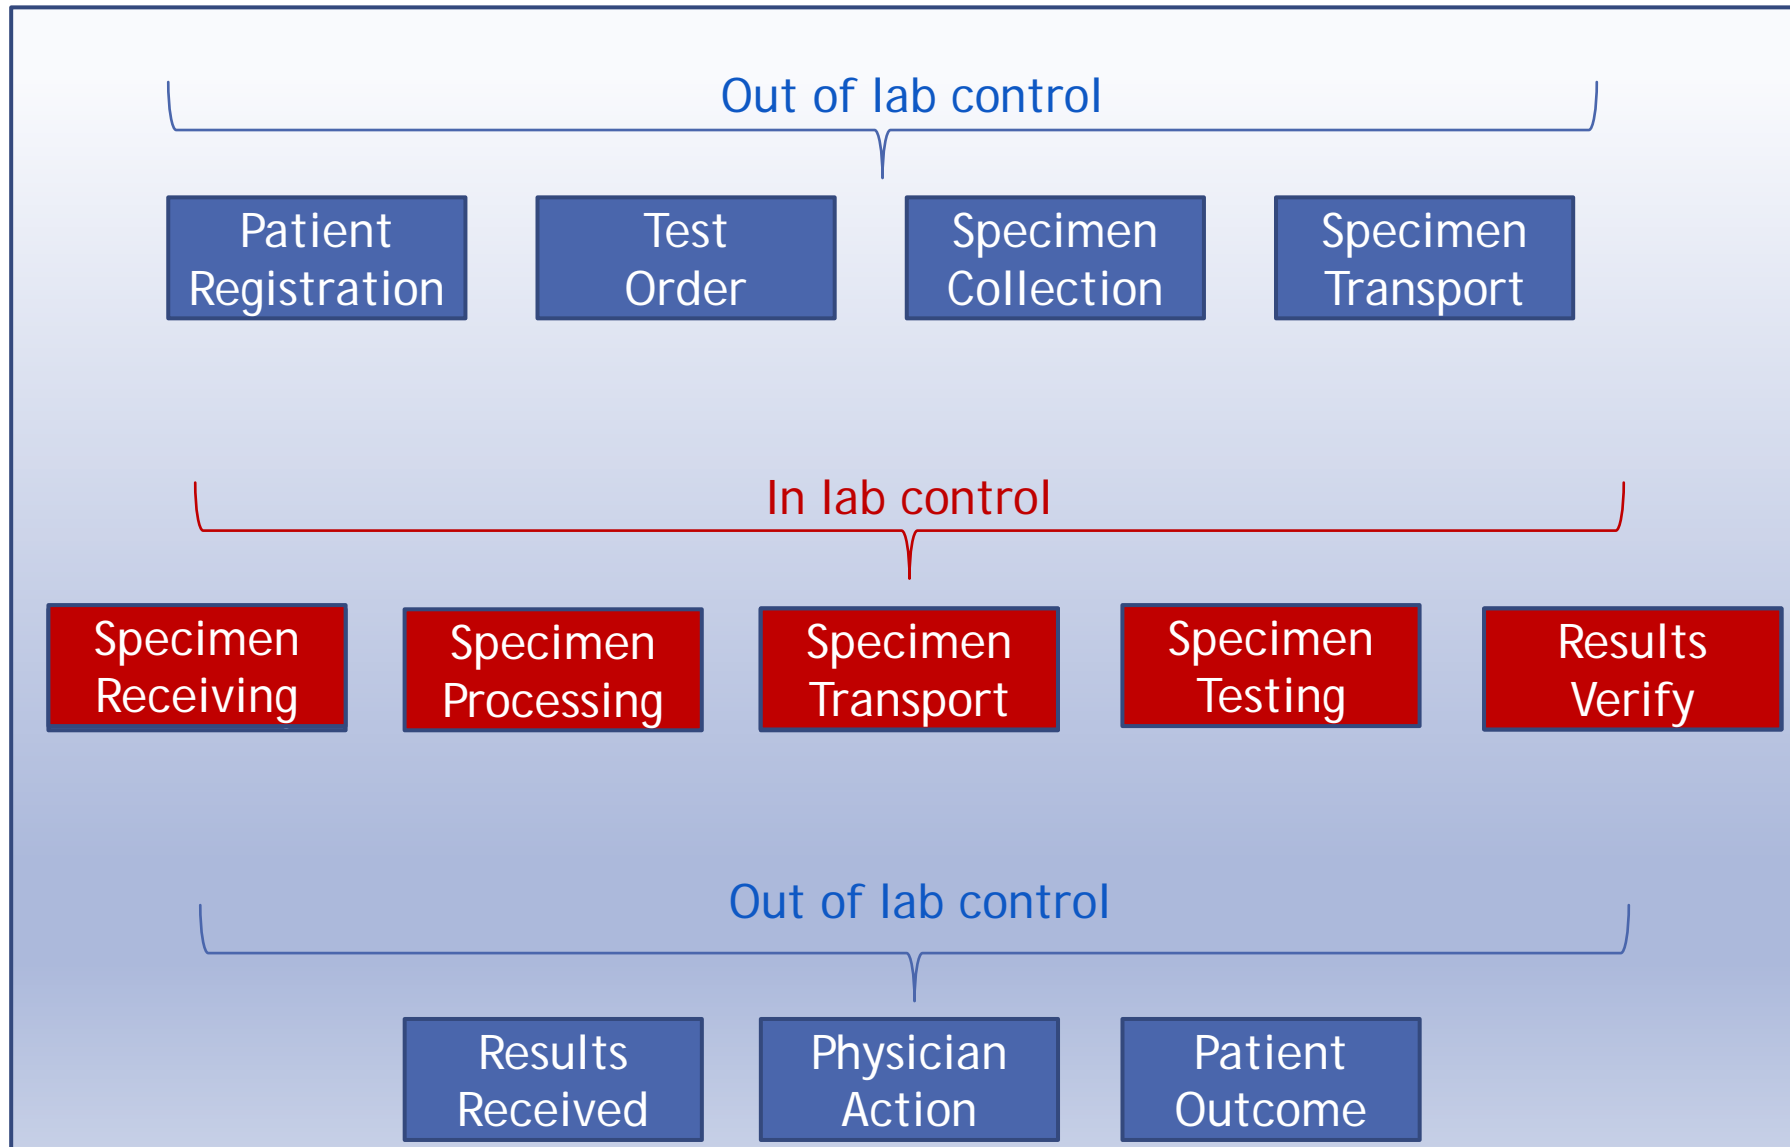 Out of lab control
Patient
Registration
Test
Order
Specimen
Collection
Specimen
Transport
In lab control
Specimen
Receiving
Specimen
Processing
Specimen
Transport
Specimen
Testing
Results
Verify
Out of lab control
Results
Received
Physician
Action
Patient
Outcome